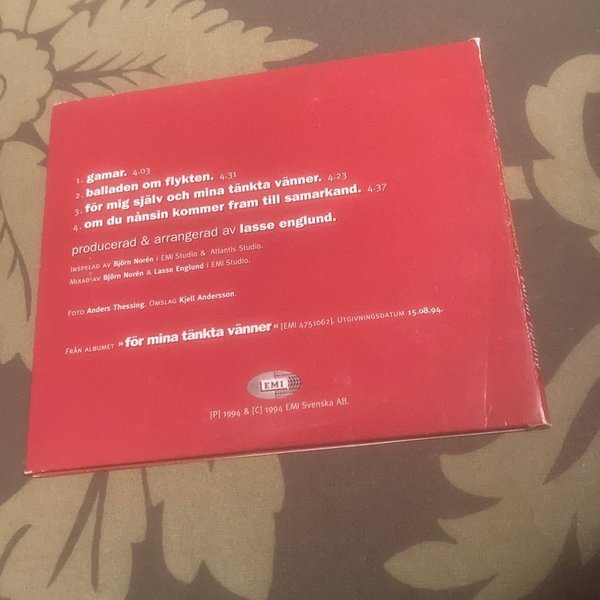 1. gamar. 4.03
2. balladen om flykten. 4.31
3. för mig själv och mina tänkta vänner. 4.23
4. om du nånsin kommer fram till samarkand. 4.37
producerad & arrangerad av lasse englund.
Inspelad av Björn Norén i EMI Studio & Atlantis Studio.
Mixad av Björn Norén & Lasse Englund i EMI Studio.
Foto Anders Thessing. Omslag Kjell Andersson.
Från albumet »för mina tänkta vänner« [EMI 4751062]. Utgivningsdatum 15.08.94.
EMI
[P] 1994 & [C] 1994 EMI Svenska AB.